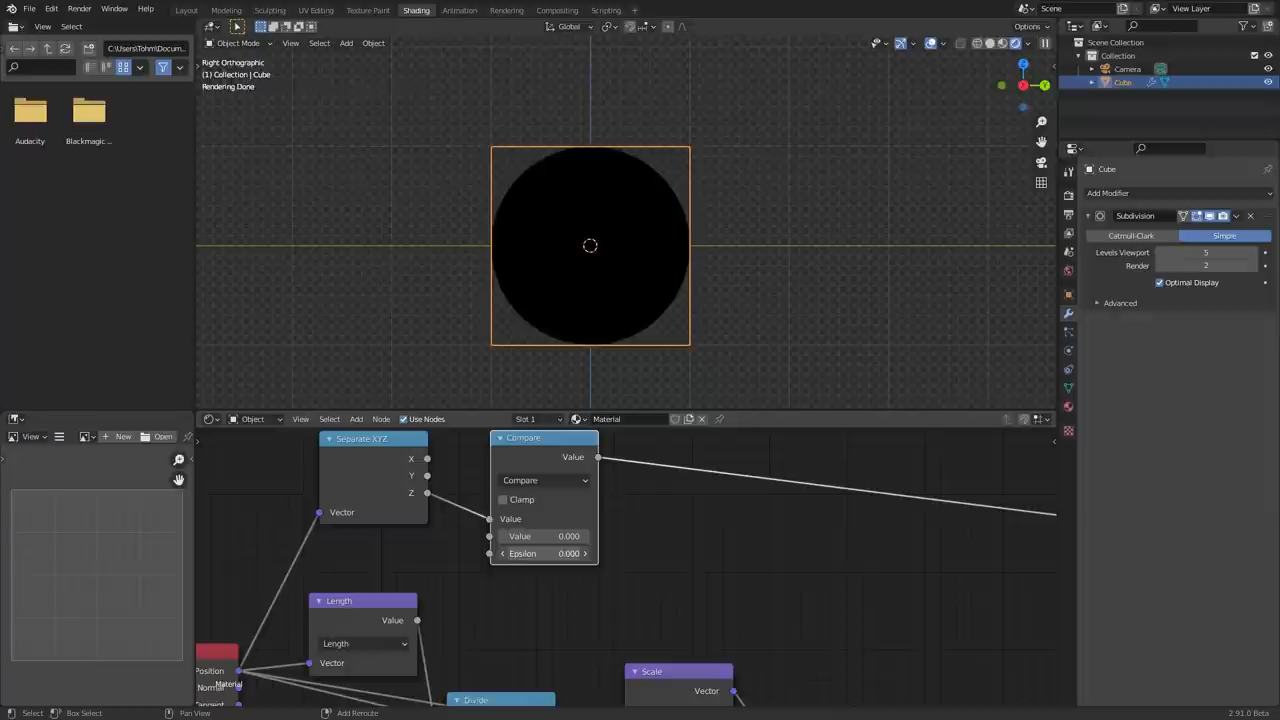 File Edit Render Window Help
Layout Modeling Sculpting UV Editing Texture Paint Shading Animation Rendering Compositing Scripting +
Scene
View Layer
View Select
Global
Options
C:\Users\Tohm\Docum...
Audacity
Blackmagic ...
Object Mode View Select Add Object
Right Orthographic
(1) Collection | Cube
Rendering Done
Z
Y
Scene Collection
Collection
Camera
Cube
Cube
Add Modifier
Subdivision
Catmull-Clark Simple
Levels Viewport 5
Render 2
Optimal Display
Advanced
View
New Open
Object View Select Add Node Use Nodes Slot 1 Material
Separate XYZ
X
Y
Z
Vector
Compare
Value
Compare
Clamp
Value
Value 0.000
Epsilon 0.000
Length
Value
Length
Vector
Position
Material
Normal
Tangent
Divide
Scale
Vector
Select Box Select Pan View Add Reroute 2.91.0 Beta